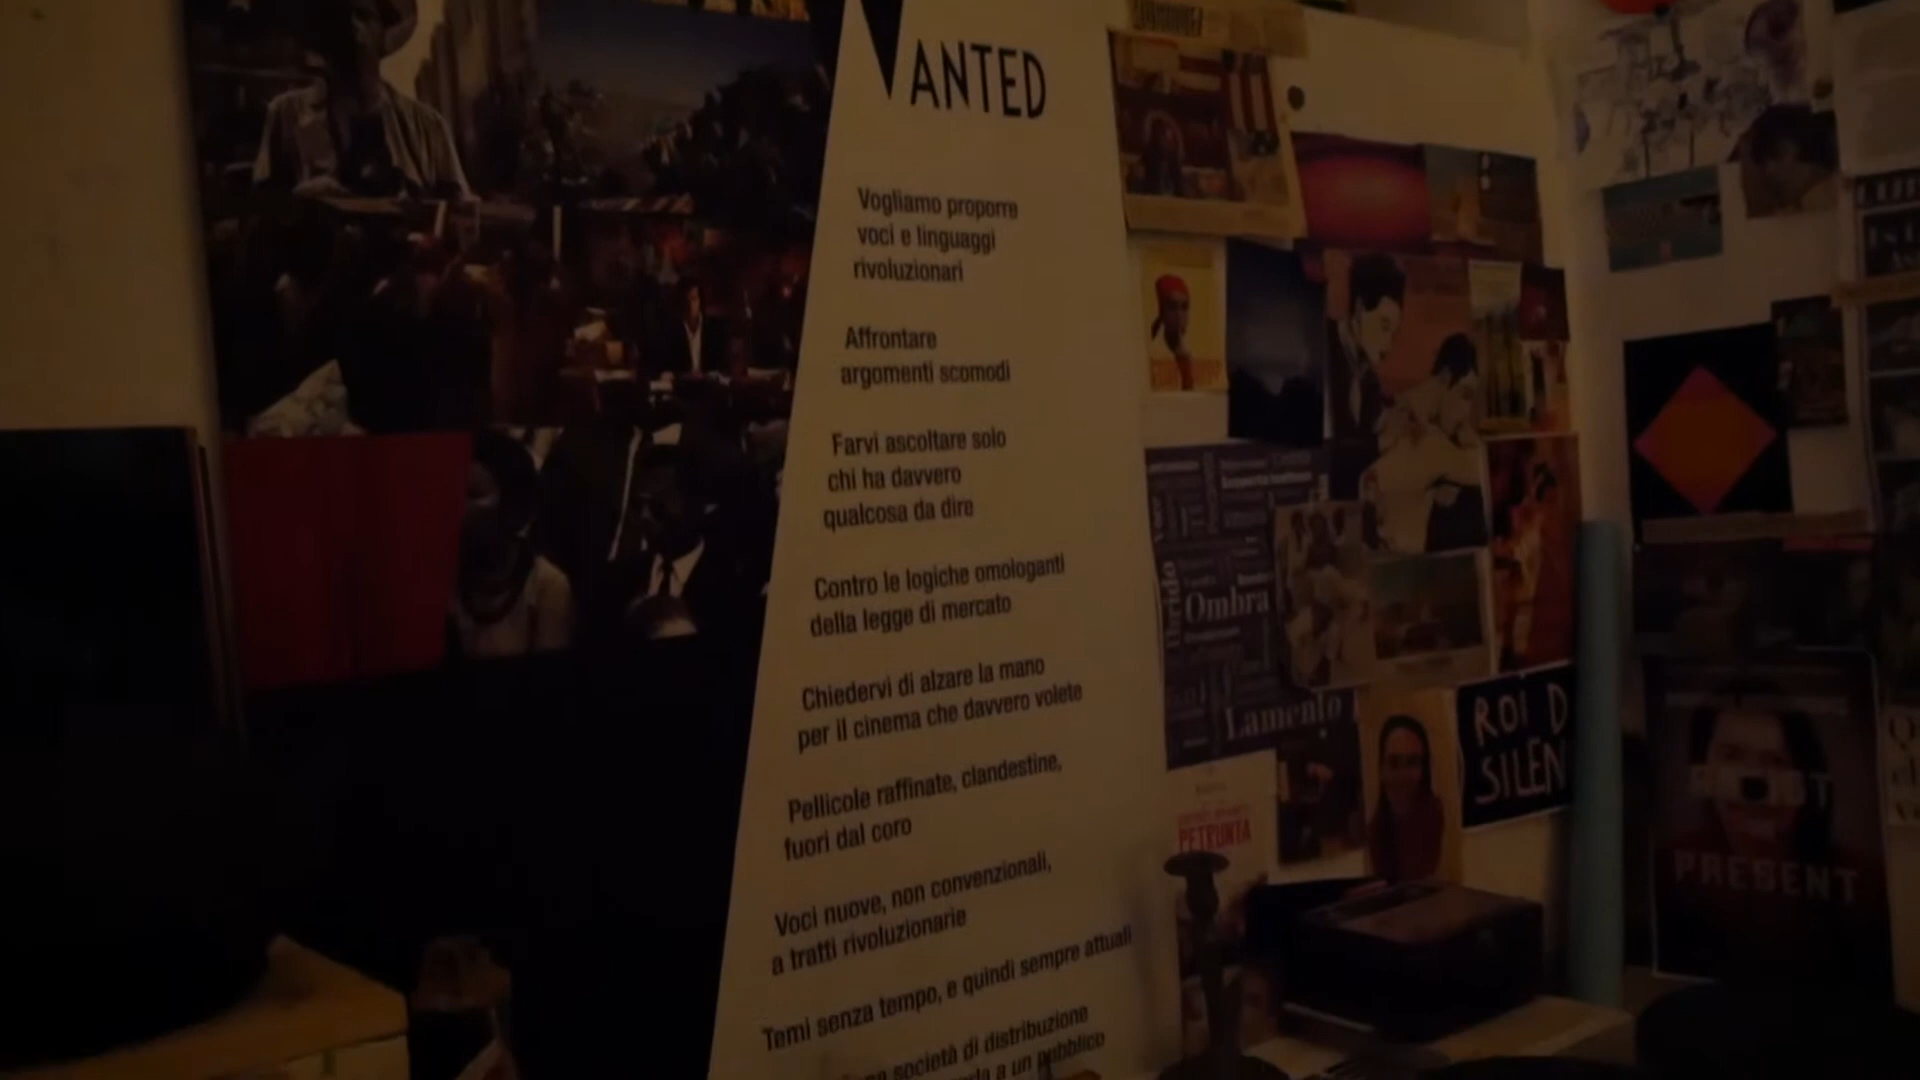 WANTED
Vogliamo proporre
voci e linguaggi
rivoluzionari
Affrontare
argomenti scomodi
Farvi ascoltare solo
chi ha davvero
qualcosa da dire
Contro le logiche omologanti
della legge di mercato
Chiedervi di alzare la mano
per il cinema che davvero volete
Pellicole raffinate, clandestine,
fuori dal coro
Voci nuove, non convenzionali,
a tratti rivoluzionarie
Temi senza tempo, e quindi sempre attuali
società di distribuzione
a un pubblico
Ombra
Lamento
PETRUNYA
ROI D
SILEN
PRESENT